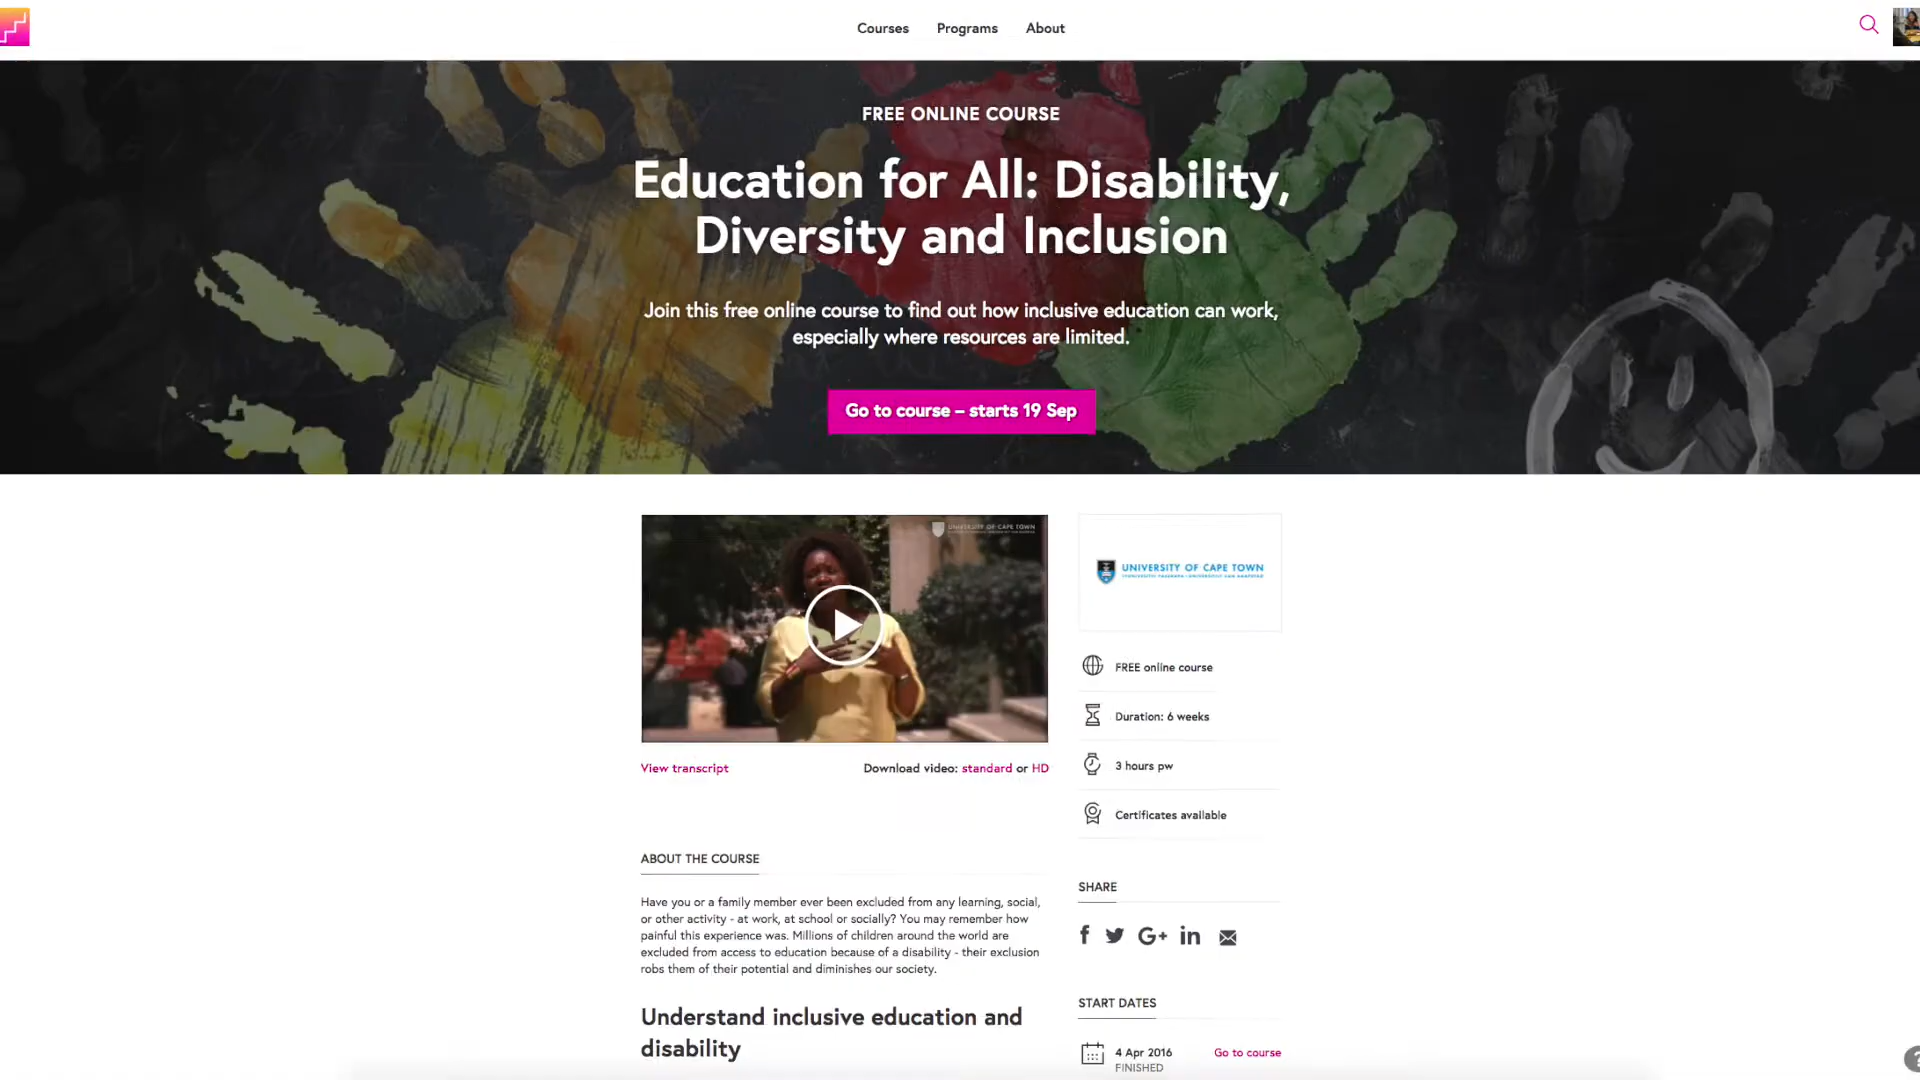 Courses Programs About
FREE ONLINE COURSE
Education for All: Disability,
Diversity and Inclusion
Join this free online course to find out how inclusive education can work,
especially where resources are limited.
Go to course – starts 19 Sep
UNIVERSITY OF CAPE TOWN
UNIVERSITY OF CAPE TOWN
FREE online course
Duration: 6 weeks
3 hours pw
Certificates available
View transcript
Download video: standard or HD
ABOUT THE COURSE
Have you or a family member ever been excluded from any learning, social,
or other activity - at work, at school or socially? You may remember how
painful this experience was. Millions of children around the world are
excluded from access to education because of a disability - their exclusion
robs them of their potential and diminishes our society.
Understand inclusive education and
disability
SHARE
f G+ in
START DATES
4 Apr 2016 Go to course
FINISHED
?